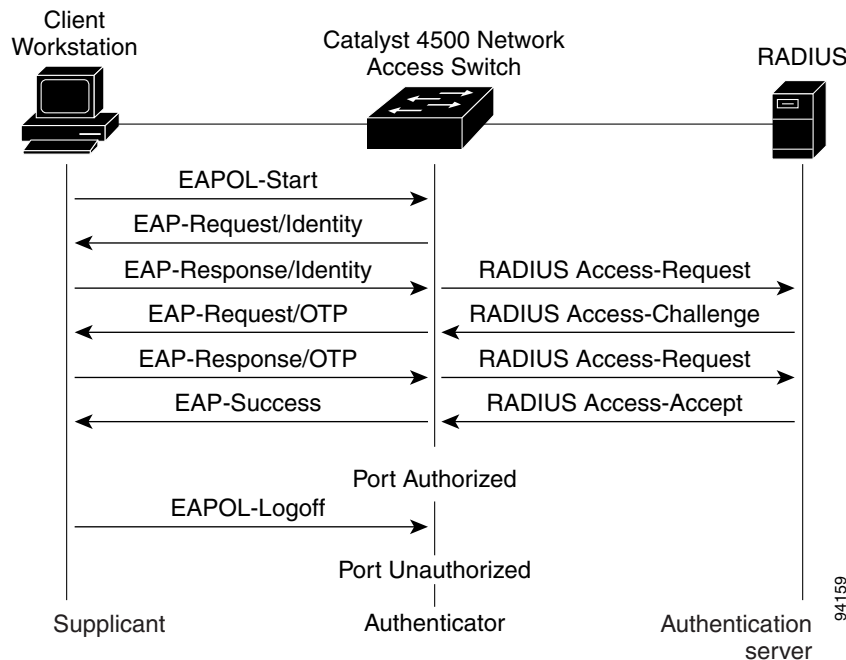 Client
Workstation
Catalyst 4500 Network
Access Switch
RADIUS
EAPOL-Start
EAP-Request/Identity
EAP-Response/Identity
RADIUS Access-Request
EAP-Request/OTP
RADIUS Access-Challenge
EAP-Response/OTP
RADIUS Access-Request
EAP-Success
RADIUS Access-Accept
Port Authorized
EAPOL-Logoff
Port Unauthorized
Supplicant
Authenticator
Authentication
server
94159